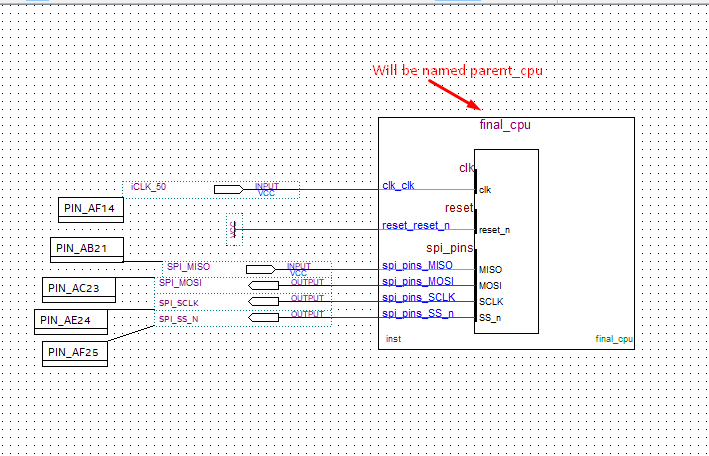 Will be named parent_cpu
final_cpu
clk
iCLK_50 INPUT VCC clk_clk clk
PIN_AF14
reset
VCC reset_reset_n reset_n
PIN_AB21
spi_pins
SPI_MISO INPUT VCC spi_pins_MISO MISO
PIN_AC23
SPI_MOSI OUTPUT spi_pins_MOSI MOSI
SPI_SCLK OUTPUT spi_pins_SCLK SCLK
PIN_AE24
SPI_SS_N OUTPUT spi_pins_SS_n SS_n
PIN_AF25
inst final_cpu